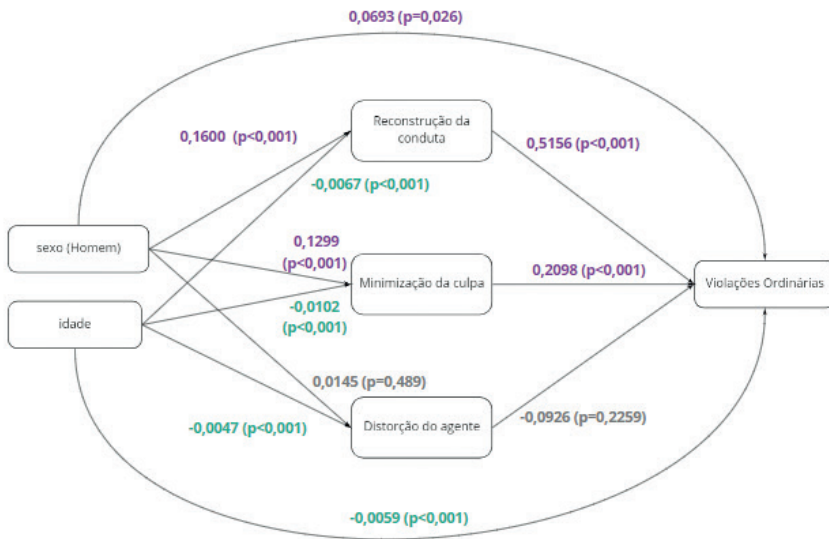 0,0693 (p=0,026)
Reconstrução da
conduta
0,1600 (p<0,001)
0,5156 (p<0,001)
-0,0067 (p<0,001)
sexo (Homem)
0,1299
(p<0,001)
Minimização da culpa
0,2098 (p<0,001)
Violações Ordinárias
-0,0102
(p<0,001)
idade
0,0145 (p=0,489)
-0,0926 (p=0,2259)
-0,0047 (p<0,001)
Distorção do agente
-0,0059 (p<0,001)